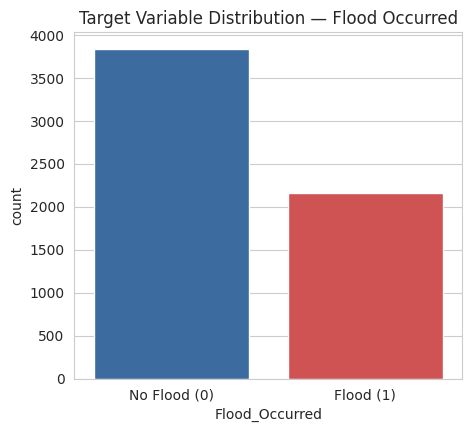 Target Variable Distribution — Flood Occurred
4000
3500
3000
2500
2000
1500
1000
500
0
count
No Flood (0)
Flood (1)
Flood_Occurred